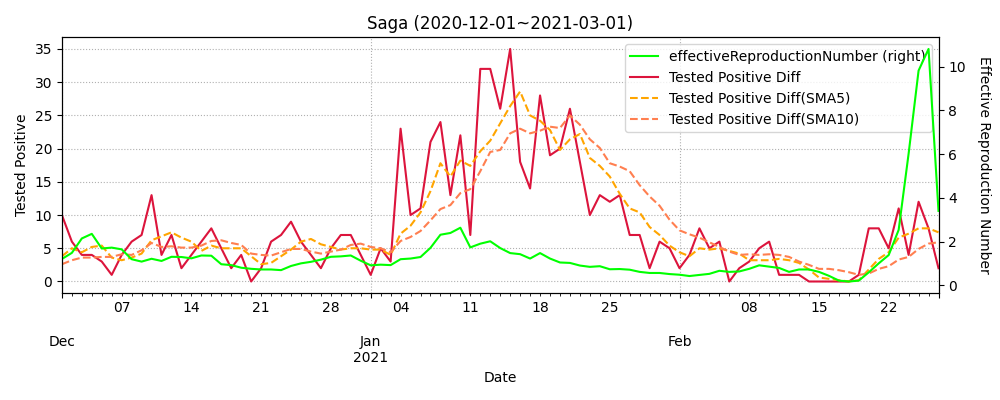 Saga (2020-12-01~2021-03-01)
effectiveReproductionNumber (right)
Tested Positive Diff
Tested Positive Diff(SMA5)
Tested Positive Diff(SMA10)
Tested Positive
35
30
25
20
15
10
5
0
10
8
6
4
2
0
Effective Reproduction Number
07
14
21
28
04
11
18
25
08
15
22
Dec
Jan
Feb
2021
Date